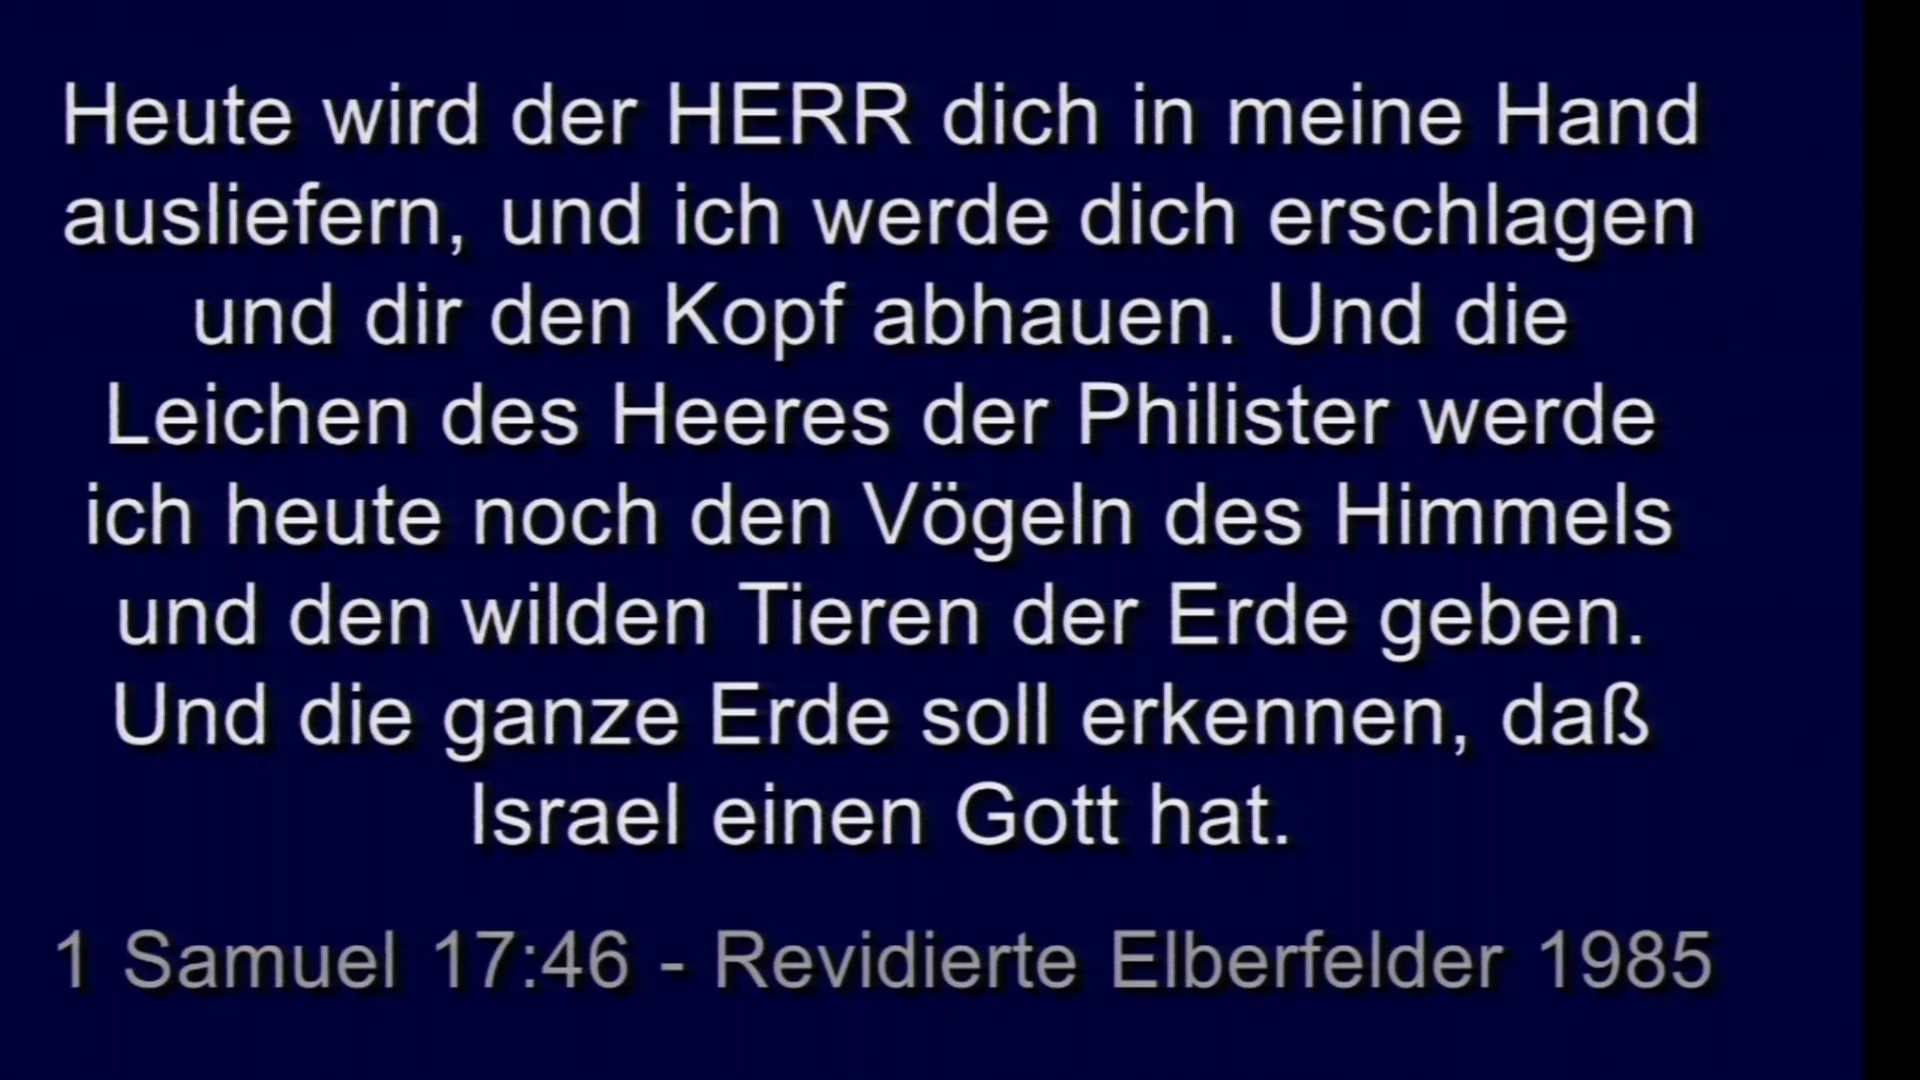 Heute wird der HERR dich in meine Hand
ausliefern, und ich werde dich erschlagen
und dir den Kopf abhauen. Und die
Leichen des Heeres der Philister werde
ich heute noch den Vögeln des Himmels
und den wilden Tieren der Erde geben.
Und die ganze Erde soll erkennen, daß
Israel einen Gott hat.
1 Samuel 17:46 - Revidierte Elberfelder 1985